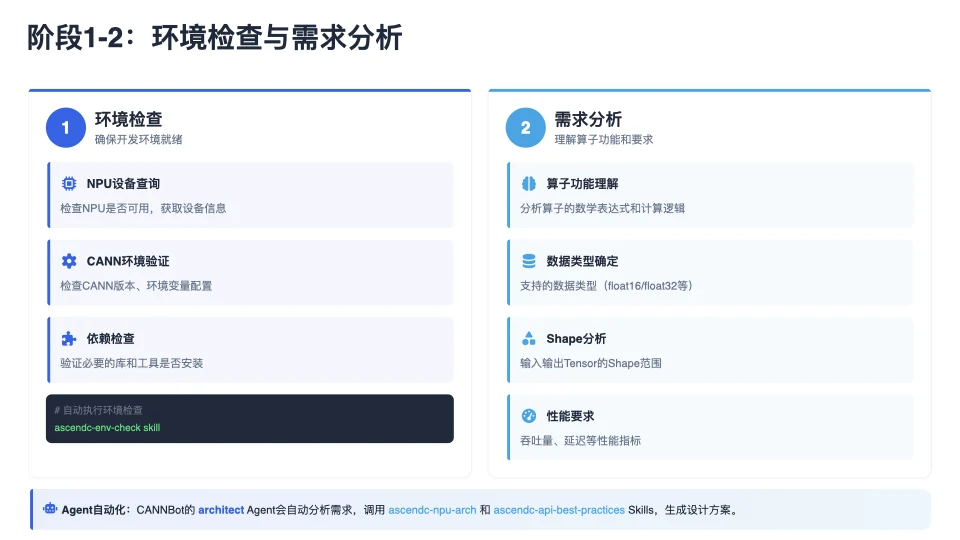 阶段1-2：环境检查与需求分析
1
环境检查
确保开发环境就绪
NPU设备查询
检查NPU是否可用，获取设备信息
CANN环境验证
检查CANN版本、环境变量配置
依赖检查
验证必要的库和工具是否安装
# 自动执行环境检查
ascendc-env-check skill
2
需求分析
理解算子功能和要求
算子功能理解
分析算子的数学表达式和计算逻辑
数据类型确定
支持的数据类型（float16/float32等）
Shape分析
输入输出Tensor的Shape范围
性能要求
吞吐量、延迟等性能指标
Agent自动化：CANNBot的 architect Agent会自动分析需求，调用 ascendc-npu-arch 和 ascendc-api-best-practices Skills，生成设计方案。